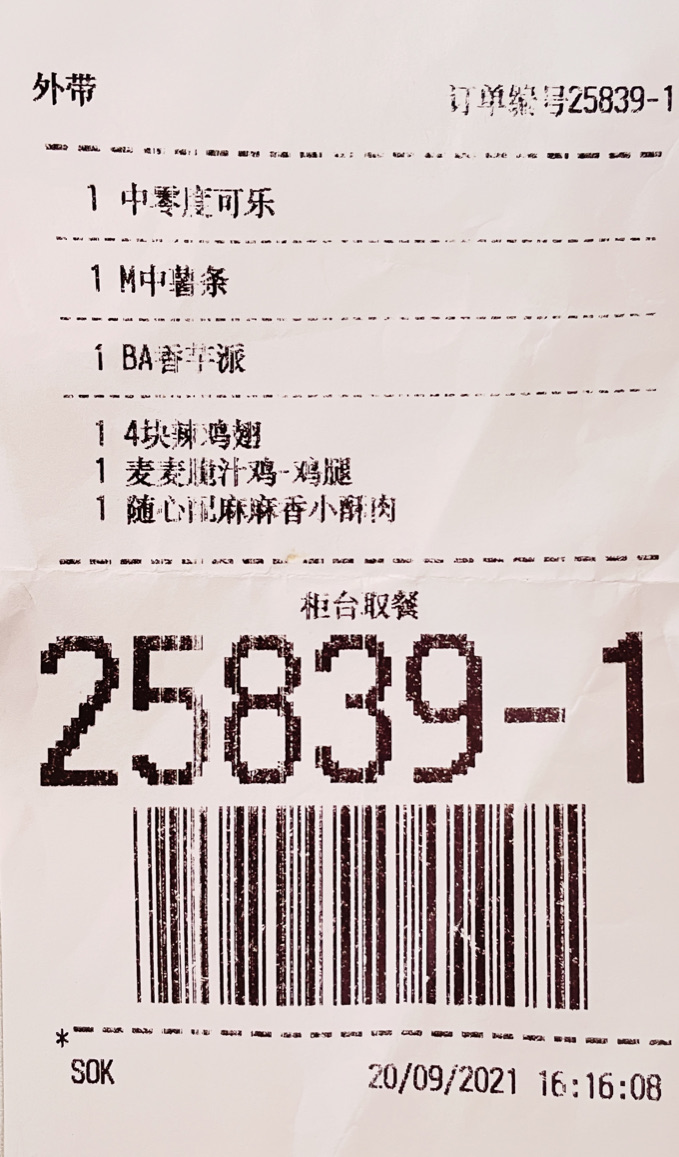 外带
订单编号25839-1
1 中零度可乐
1 M中薯条
1 BA香芋派
1 4块辣鸡翅
1 麦麦脆汁鸡-鸡腿
1 随心配麻麻香小酥肉
柜台取餐
25839-1
*
SOK 20/09/2021 16:16:08